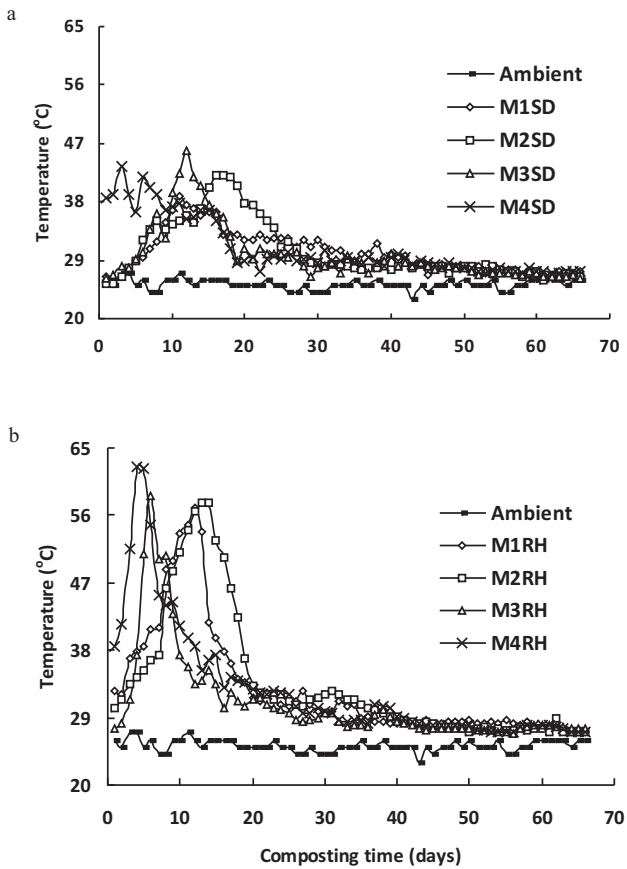 a
65
56
47
38
29
20
Temperature (°C)
Ambient
M1SD
M2SD
M3SD
M4SD
0 10 20 30 40 50 60 70
b
65
56
47
38
29
20
Temperature (°C)
Ambient
M1RH
M2RH
M3RH
M4RH
0 10 20 30 40 50 60 70
Composting time (days)